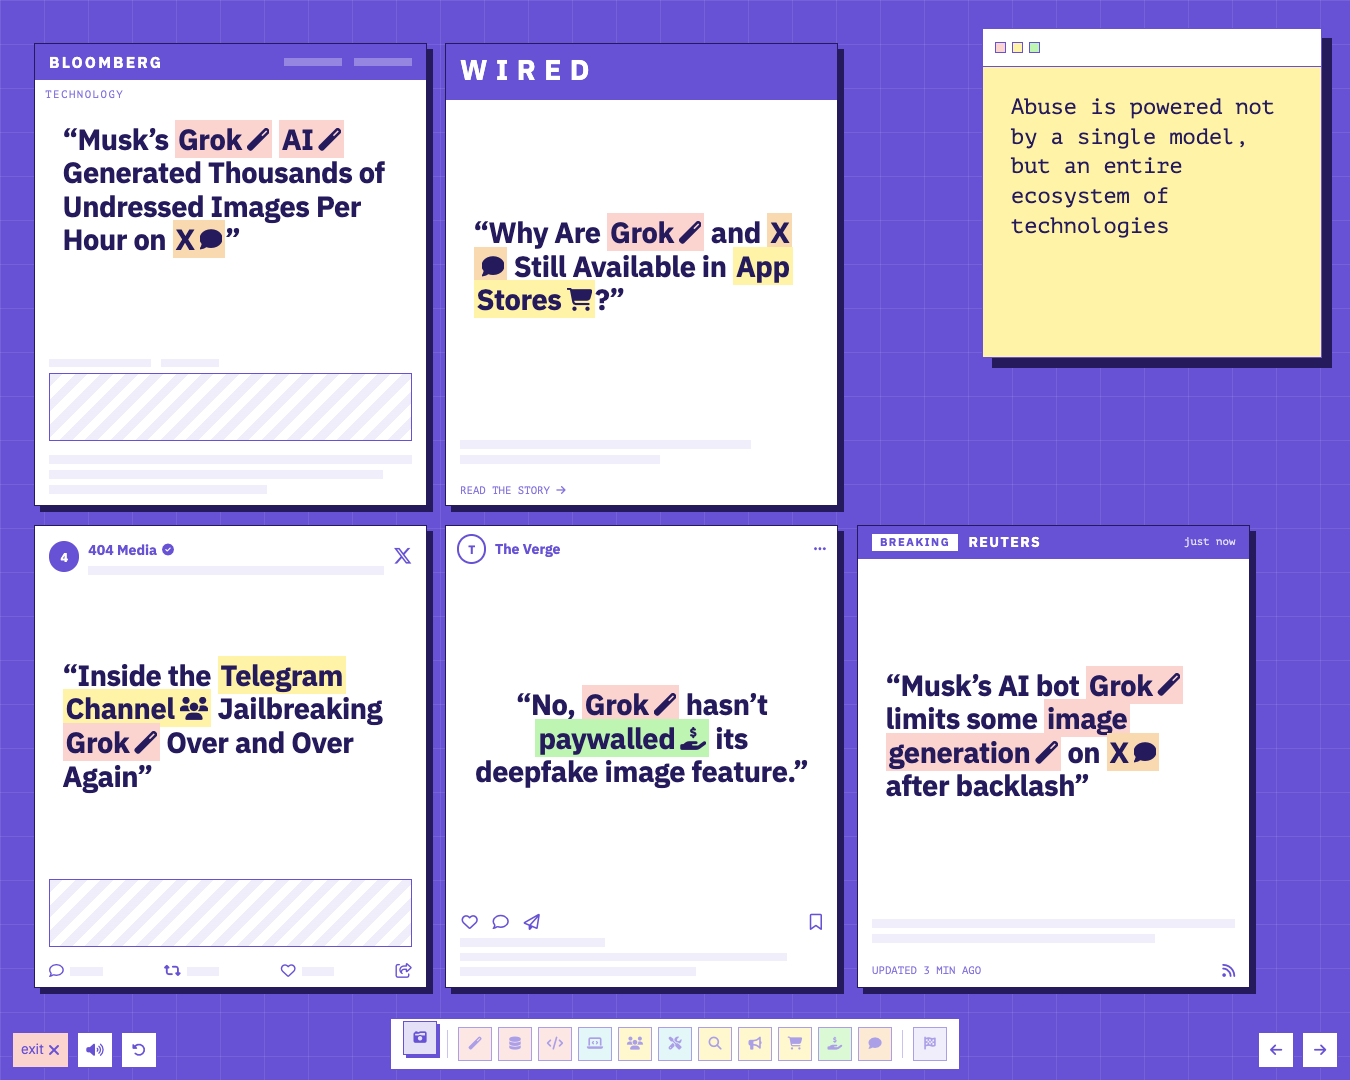 BLOOMBERG
TECHNOLOGY
“Musk’s Grok AI
Generated Thousands of
Undressed Images Per
Hour on X”
WIRED
“Why Are Grok and X
Still Available in App
Stores?”
READ THE STORY
Abuse is powered not
by a single model,
but an entire
ecosystem of
technologies
4
404 Media
“Inside the Telegram
Channel Jailbreaking
Grok Over and Over
Again”
T
The Verge
“No, Grok hasn’t
paywalled its
deepfake image feature.”
BREAKING REUTERS just now
“Musk’s AI bot Grok
limits some image
generation on X
after backlash”
UPDATED 3 MIN AGO
exit